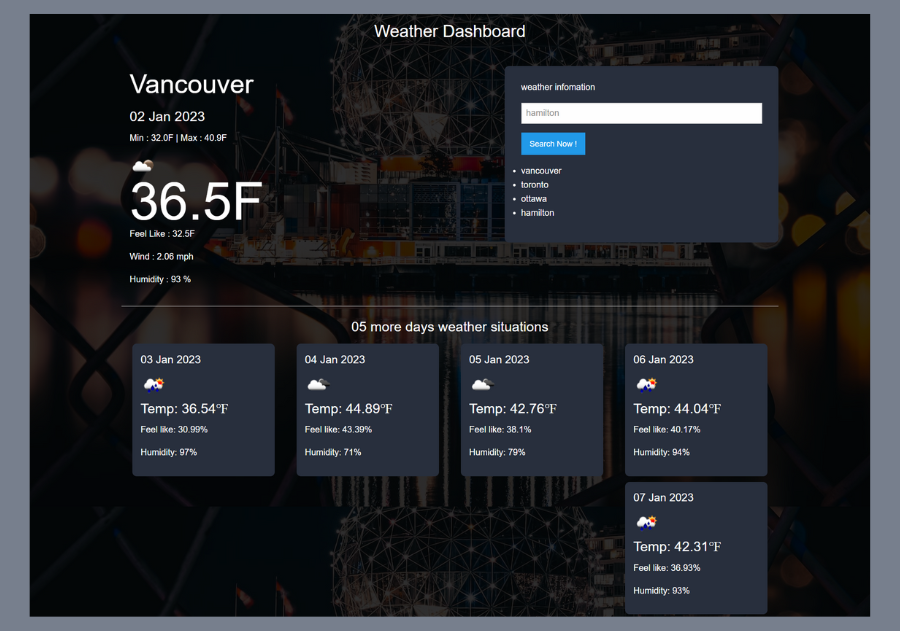 Weather Dashboard
Vancouver
02 Jan 2023
Min : 32.0F | Max : 40.9F
36.5F
Feel Like : 32.5F
Wind : 2.06 mph
Humidity : 93 %
weather infomation
hamilton
Search Now !
vancouver
toronto
ottawa
hamilton
05 more days weather situations
03 Jan 2023
Temp: 36.54°F
Feel like: 30.99%
Humidity: 97%
04 Jan 2023
Temp: 44.89°F
Feel like: 43.39%
Humidity: 71%
05 Jan 2023
Temp: 42.76°F
Feel like: 38.1%
Humidity: 79%
06 Jan 2023
Temp: 44.04°F
Feel like: 40.17%
Humidity: 94%
07 Jan 2023
Temp: 42.31°F
Feel like: 36.93%
Humidity: 93%